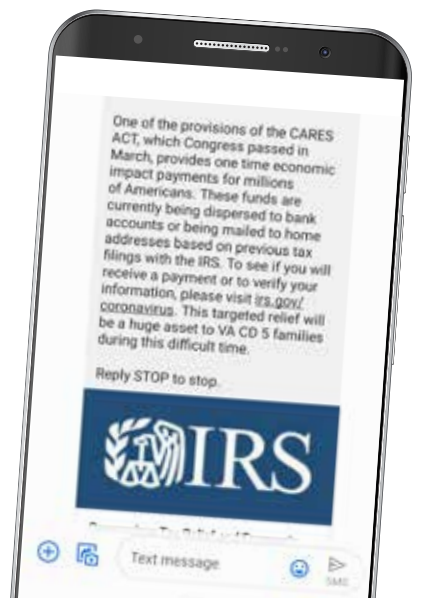 One of the provisions of the CARES
ACT, which Congress passed in
March, provides one time economic
impact payments for millions
of Americans. These funds are
currently being dispersed to bank
accounts or being mailed to home
addresses based on previous tax
filings with the IRS. To see if you will
receive a payment or to verify your
information, please visit irs.gov/
coronavirus. This targeted relief will
be a huge asset to VA CD 5 families
during this difficult time.
Reply STOP to stop.
IRS
Text message
SMS